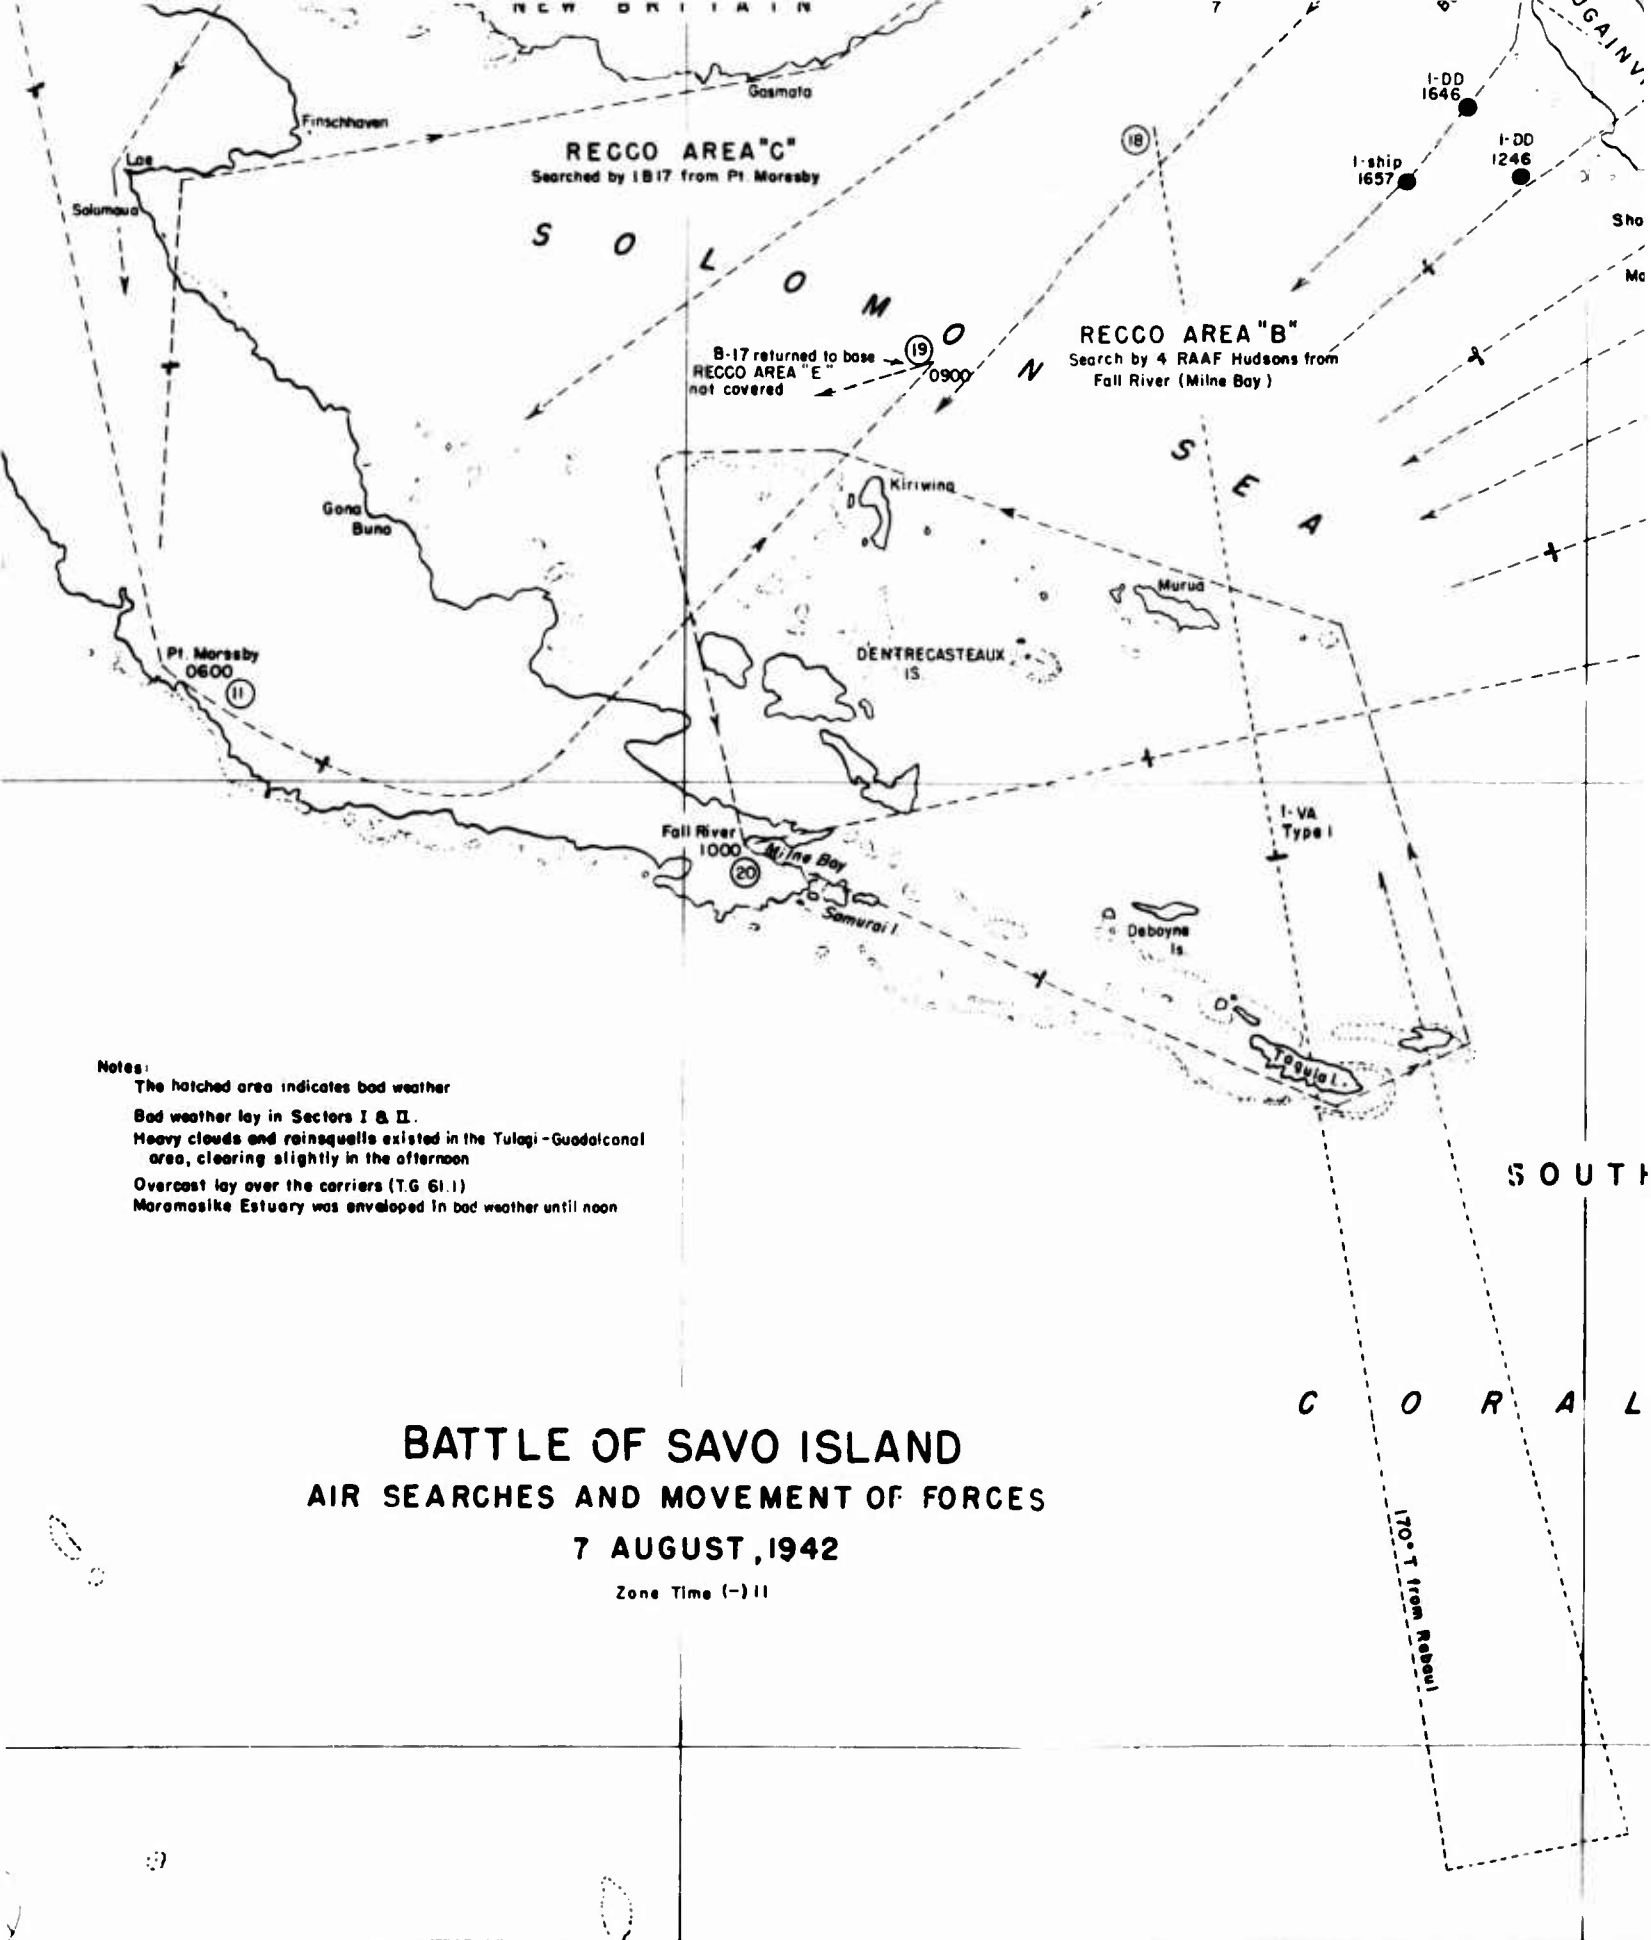 NEW BRITAIN
7
Gasmata
Finschhaven
RECCO AREA "C"
Searched by 1 B17 from Pt. Moresby
Lae
Salamaua
18
1-DD
1646
1-DD
1246
1-ship
1657
Sha
Mo
SOLOMON
SEA
RECCO AREA "B"
Search by 4 RAAF Hudsons from
Fall River (Milne Bay)
B-17 returned to base
RECCO AREA "E"
not covered
19
0900
Kiriwina
Gona
Buna
Murua
D'ENTRECASTEAUX
IS.
Pt. Moresby
0600
11
Fall River
1000
20
Milne Bay
Samurai I.
1-VA
Type 1
Deboyne
Is.
Tagula I.
Notes:
The hatched area indicates bad weather
Bad weather lay in Sectors I & II.
Heavy clouds and rainsqualls existed in the Tulagi-Guadalcanal
area, clearing slightly in the afternoon
Overcast lay over the carriers (T.G 61.1)
Maramasike Estuary was enveloped in bad weather until noon
SOUTH
CORAL
BATTLE OF SAVO ISLAND
AIR SEARCHES AND MOVEMENT OF FORCES
7 AUGUST, 1942
Zone Time (-) 11
170° T from Rabaul